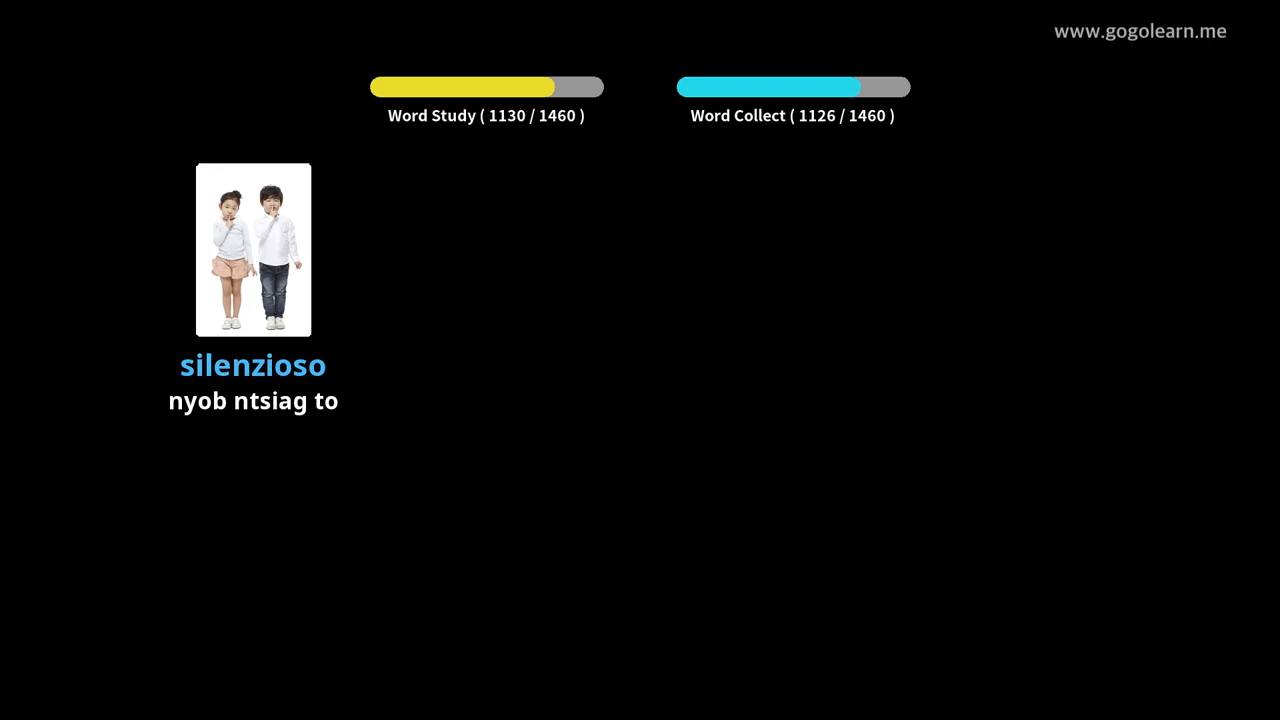 www.gogolearn.me
Word Study ( 1130 / 1460 )
Word Collect ( 1126 / 1460 )
silenzioso
nyob ntsiag to